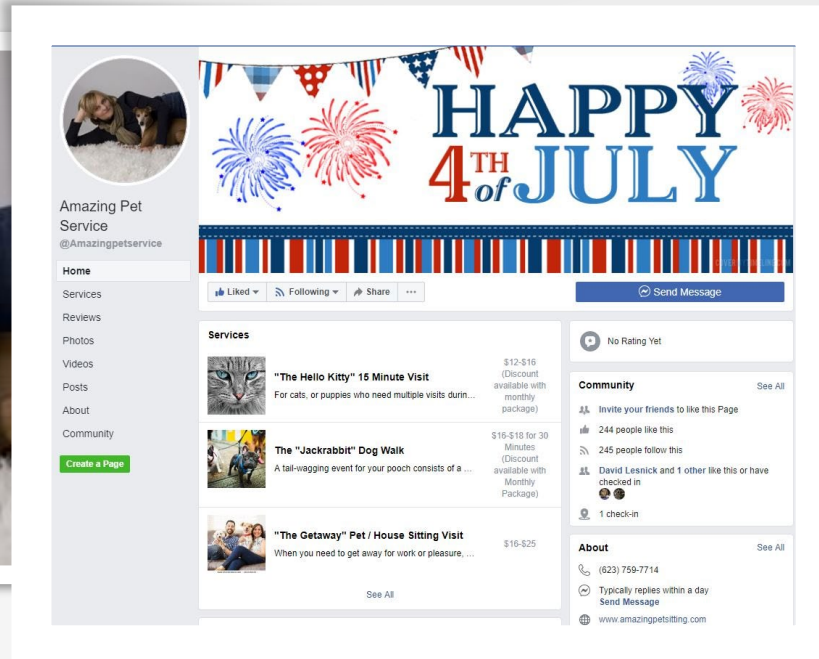 HAPPY
4TH
of JULY
Amazing Pet
Service
@Amazingpetservice
Home
Services
Reviews
Photos
Videos
Posts
About
Community
Create a Page
Liked
Following
Share
Send Message
Services
"The Hello Kitty" 15 Minute Visit
For cats, or puppies who need multiple visits durin...
$12-$16
(Discount
available with
monthly
package)
The "Jackrabbit" Dog Walk
A tail-wagging event for your pooch consists of a ...
$16-$18 for 30
Minutes
(Discount
available with
Monthly
Package)
"The Getaway" Pet / House Sitting Visit
When you need to get away for work or pleasure, ...
$16-$25
See All
No Rating Yet
Community
See All
Invite your friends to like this Page
244 people like this
245 people follow this
David Lesnick and 1 other like this or have
checked in
1 check-in
About
See All
(623) 759-7714
Typically replies within a day
Send Message
www.amazingpetsitting.com